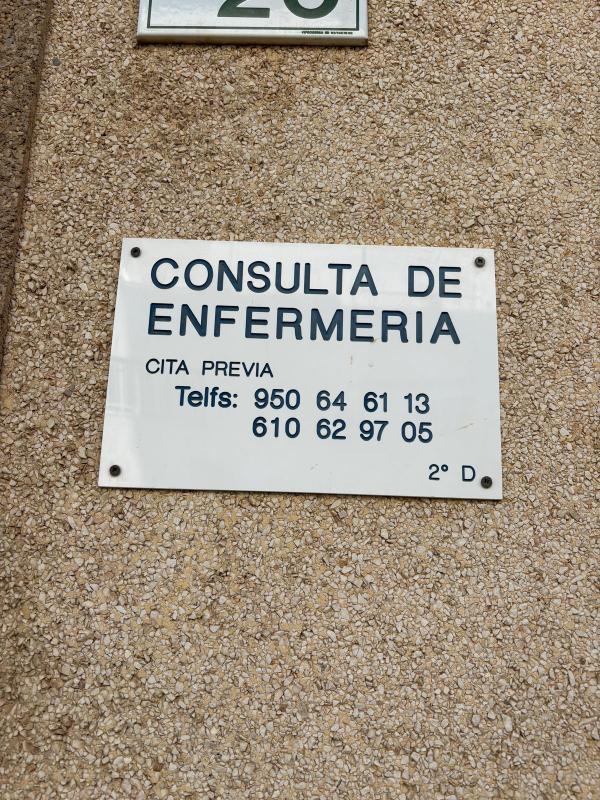 CONSULTA DE
ENFERMERIA
CITA PREVIA
Telfs: 950 64 61 13
610 62 97 05
2º D